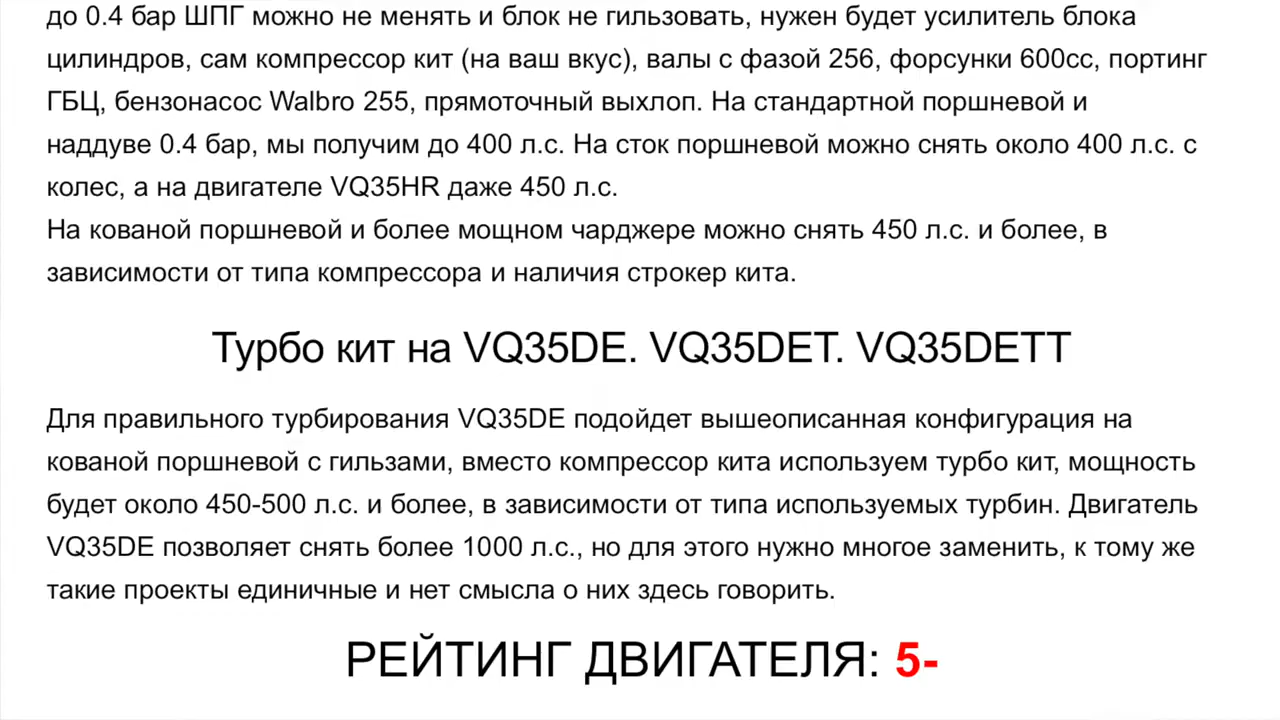 до 0.4 бар ШПГ можно не менять и блок не гильзовать, нужен будет усилитель блока
цилиндров, сам компрессор кит (на ваш вкус), валы с фазой 256, форсунки 600сс, портинг
ГБЦ, бензонасос Walbro 255, прямоточный выхлоп. На стандартной поршневой и
наддуве 0.4 бар, мы получим до 400 л.с. На сток поршневой можно снять около 400 л.с. с
колес, а на двигателе VQ35HR даже 450 л.с.
На кованой поршневой и более мощном чарджере можно снять 450 л.с. и более, в
зависимости от типа компрессора и наличия строкер кита.
Турбо кит на VQ35DE. VQ35DET. VQ35DETT
Для правильного турбирования VQ35DE подойдет вышеописанная конфигурация на
кованой поршневой с гильзами, вместо компрессор кита используем турбо кит, мощность
будет около 450-500 л.с. и более, в зависимости от типа используемых турбин. Двигатель
VQ35DE позволяет снять более 1000 л.с., но для этого нужно многое заменить, к тому же
такие проекты единичные и нет смысла о них здесь говорить.
РЕЙТИНГ ДВИГАТЕЛЯ: 5-